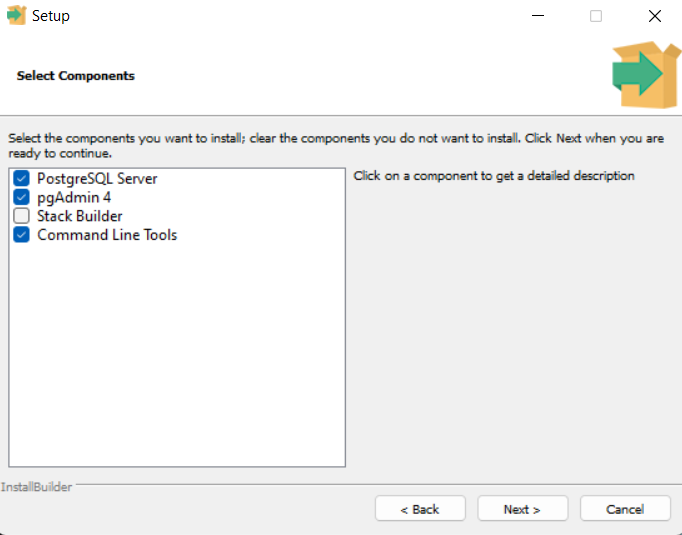 Setup
Select Components
Select the components you want to install; clear the components you do not want to install. Click Next when you are
ready to continue.
PostgreSQL Server
pgAdmin 4
Stack Builder
Command Line Tools
Click on a component to get a detailed description
InstallBuilder
< Back
Next >
Cancel